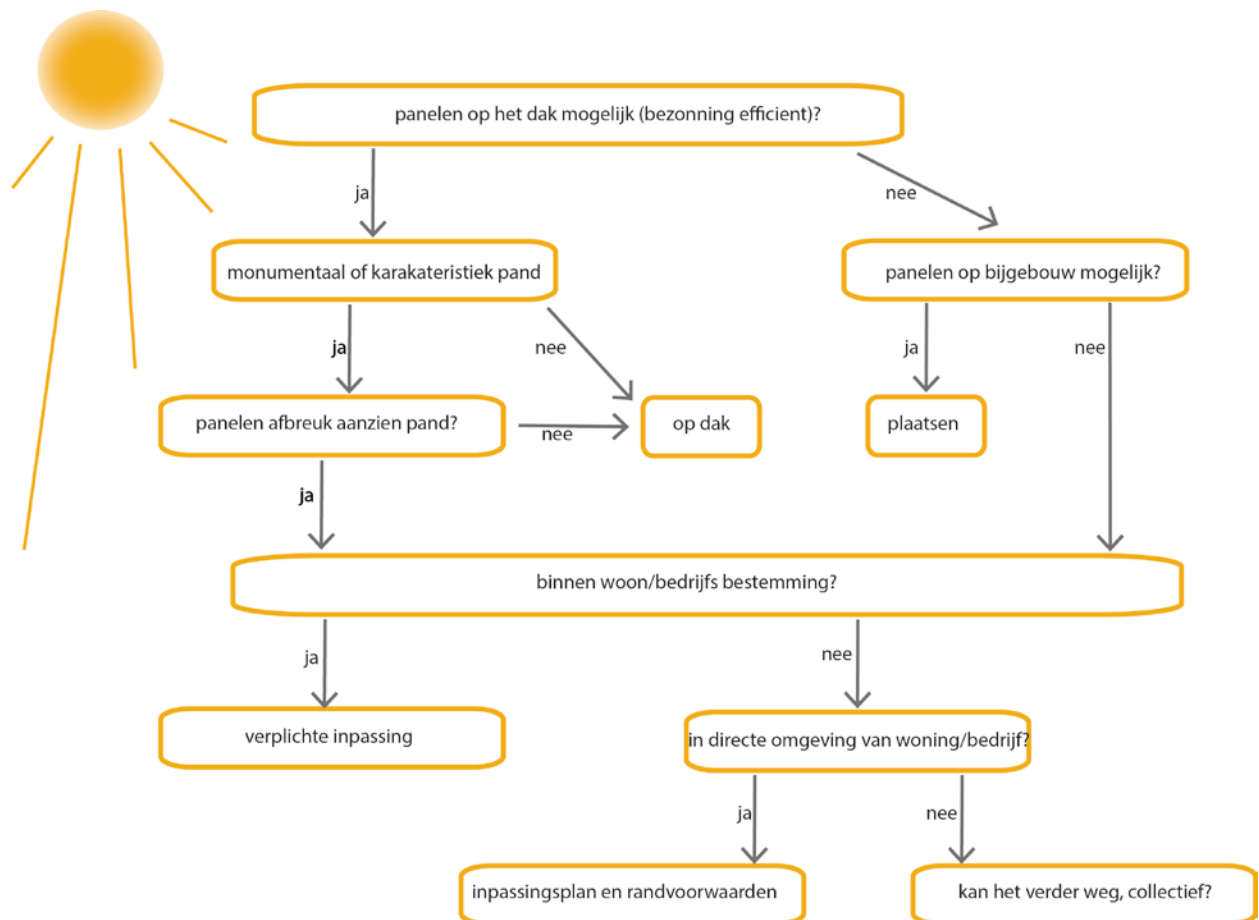 panelen op het dak mogelijk (bezonning efficient)?
ja
nee
monumentaal of karakateristiek pand
panelen op bijgebouw mogelijk?
ja
nee
ja
nee
panelen afbreuk aanzien pand?
nee
op dak
plaatsen
ja
binnen woon/bedrijfs bestemming?
ja
nee
verplichte inpassing
in directe omgeving van woning/bedrijf?
ja
nee
inpassingsplan en randvoorwaarden
kan het verder weg, collectief?